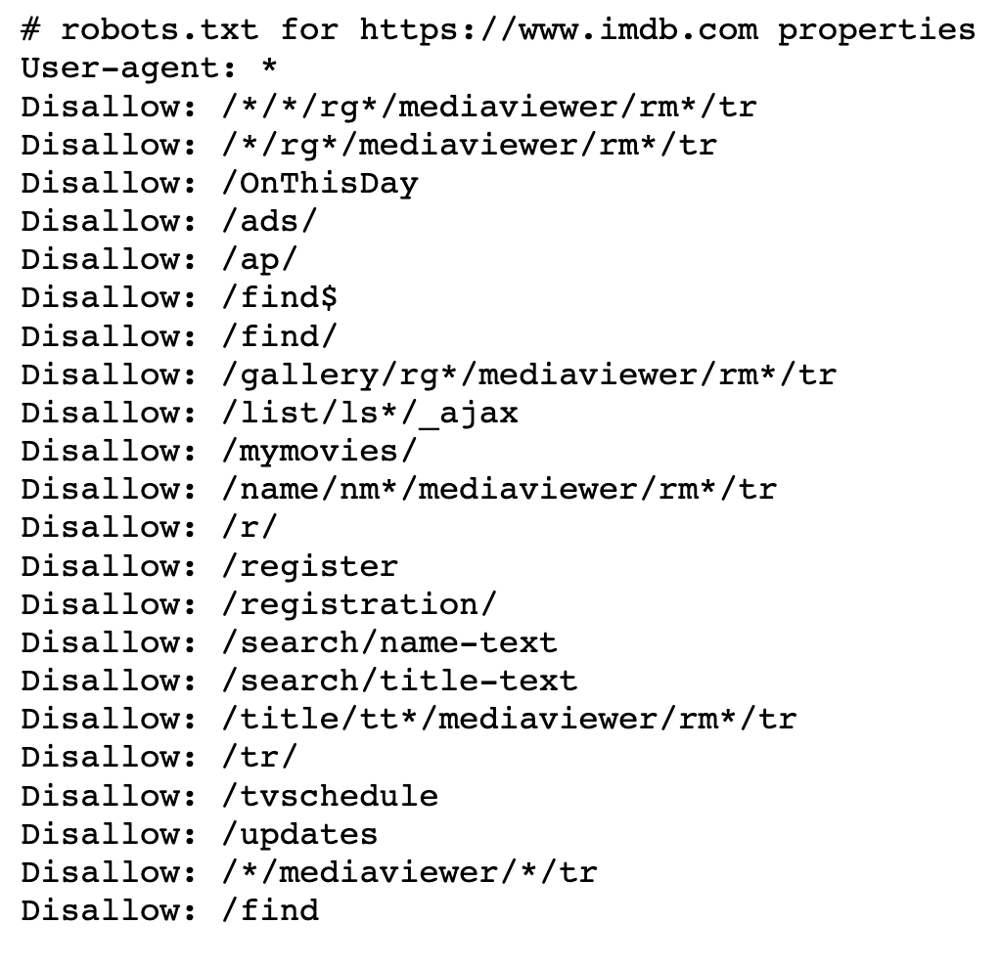 # robots.txt for https://www.imdb.com properties
User-agent: *
Disallow: /*/*/rg*/mediaviewer/rm*/tr
Disallow: /*/rg*/mediaviewer/rm*/tr
Disallow: /OnThisDay
Disallow: /ads/
Disallow: /ap/
Disallow: /find$
Disallow: /find/
Disallow: /gallery/rg*/mediaviewer/rm*/tr
Disallow: /list/ls*/_ajax
Disallow: /mymovies/
Disallow: /name/nm*/mediaviewer/rm*/tr
Disallow: /r/
Disallow: /register
Disallow: /registration/
Disallow: /search/name-text
Disallow: /search/title-text
Disallow: /title/tt*/mediaviewer/rm*/tr
Disallow: /tr/
Disallow: /tvschedule
Disallow: /updates
Disallow: /*/mediaviewer/*/tr
Disallow: /find